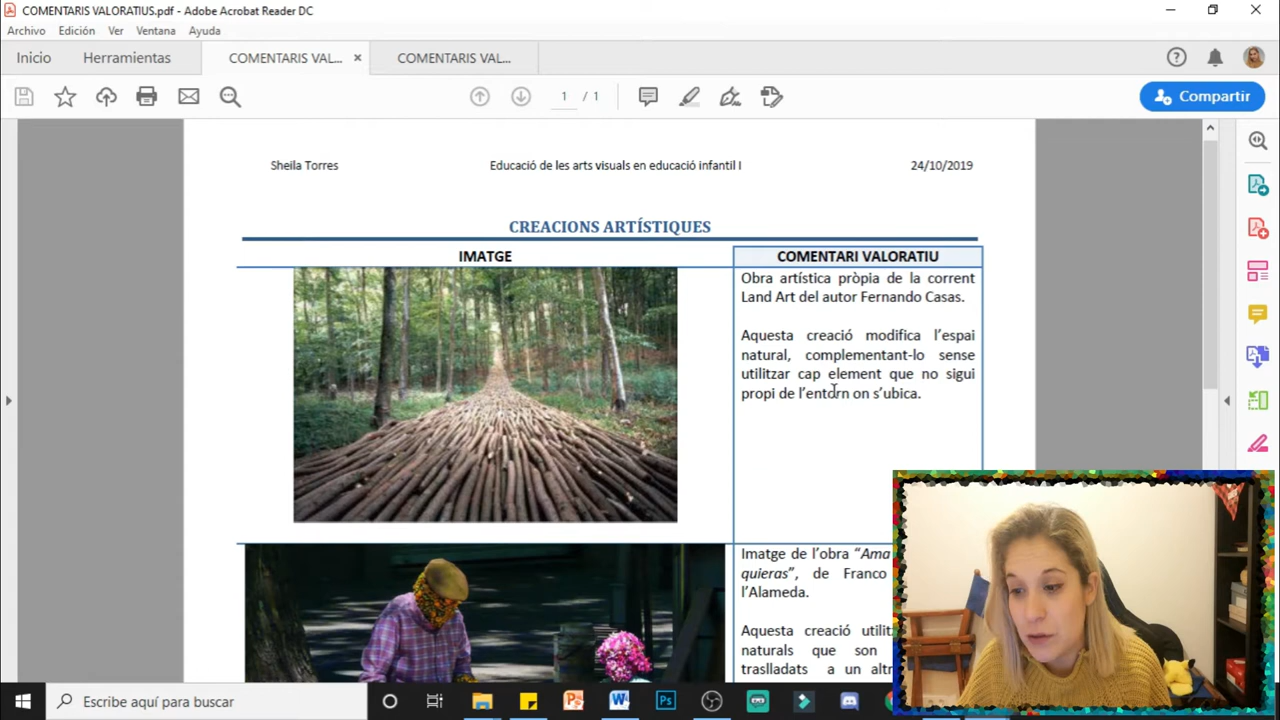 COMENTARIS VALORATIUS.pdf - Adobe Acrobat Reader DC
Archivo Edición Ver Ventana Ayuda
Inicio Herramientas COMENTARIS VAL... COMENTARIS VAL...
1 / 1 Compartir
Sheila Torres Educació de les arts visuals en educació infantil I 24/10/2019
CREACIONS ARTÍSTIQUES
IMATGE COMENTARI VALORATIU
Obra artística pròpia de la corrent
Land Art del autor Fernando Casas.
Aquesta creació modifica l'espai
natural, complementant-lo sense
utilitzar cap element que no sigui
propi de l'entorn on s'ubica.
Imatge de l'obra "Ama
quieras", de Franco
l'Alameda.
Aquesta creació utilit
naturals que son
traslladats a un altr
Escribe aquí para buscar